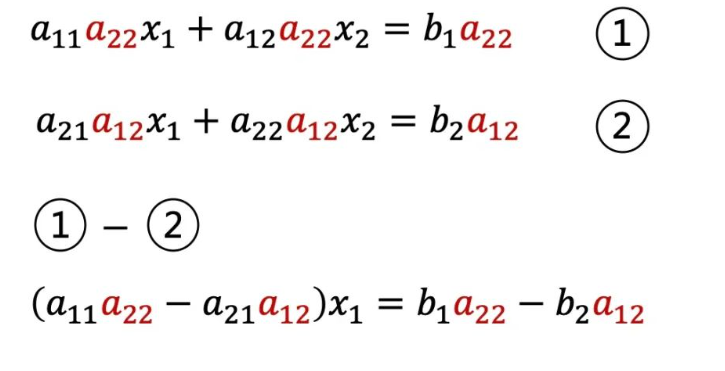 a₁₁a₂₂x₁ + a₁₂a₂₂x₂ = b₁a₂₂ ①
a₂₁a₁₂x₁ + a₂₂a₁₂x₂ = b₂a₁₂ ②
① − ②
(a₁₁a₂₂ − a₂₁a₁₂)x₁ = b₁a₂₂ − b₂a₁₂